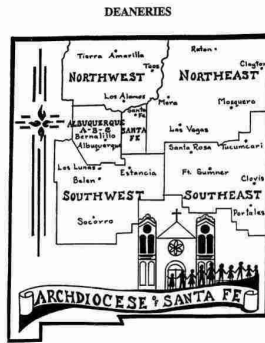 DEANERIES
Raton
Tierra Amarilla
Clayton
Taos
NORTHWEST
NORTHEAST
Los Alamos
Mosquero
Mora
Santa Fe
ALBUQUERQUE
A-B-C
SANTA FE
Bernalillo
Las Vegas
Albuquerque
Tucumcari
Santa Rosa
Los Lunas
Estancia
Ft. Sumner
Clovis
Belen
SOUTHWEST
SOUTHEAST
Portales
Socorro
ARCHDIOCESE of SANTA FE